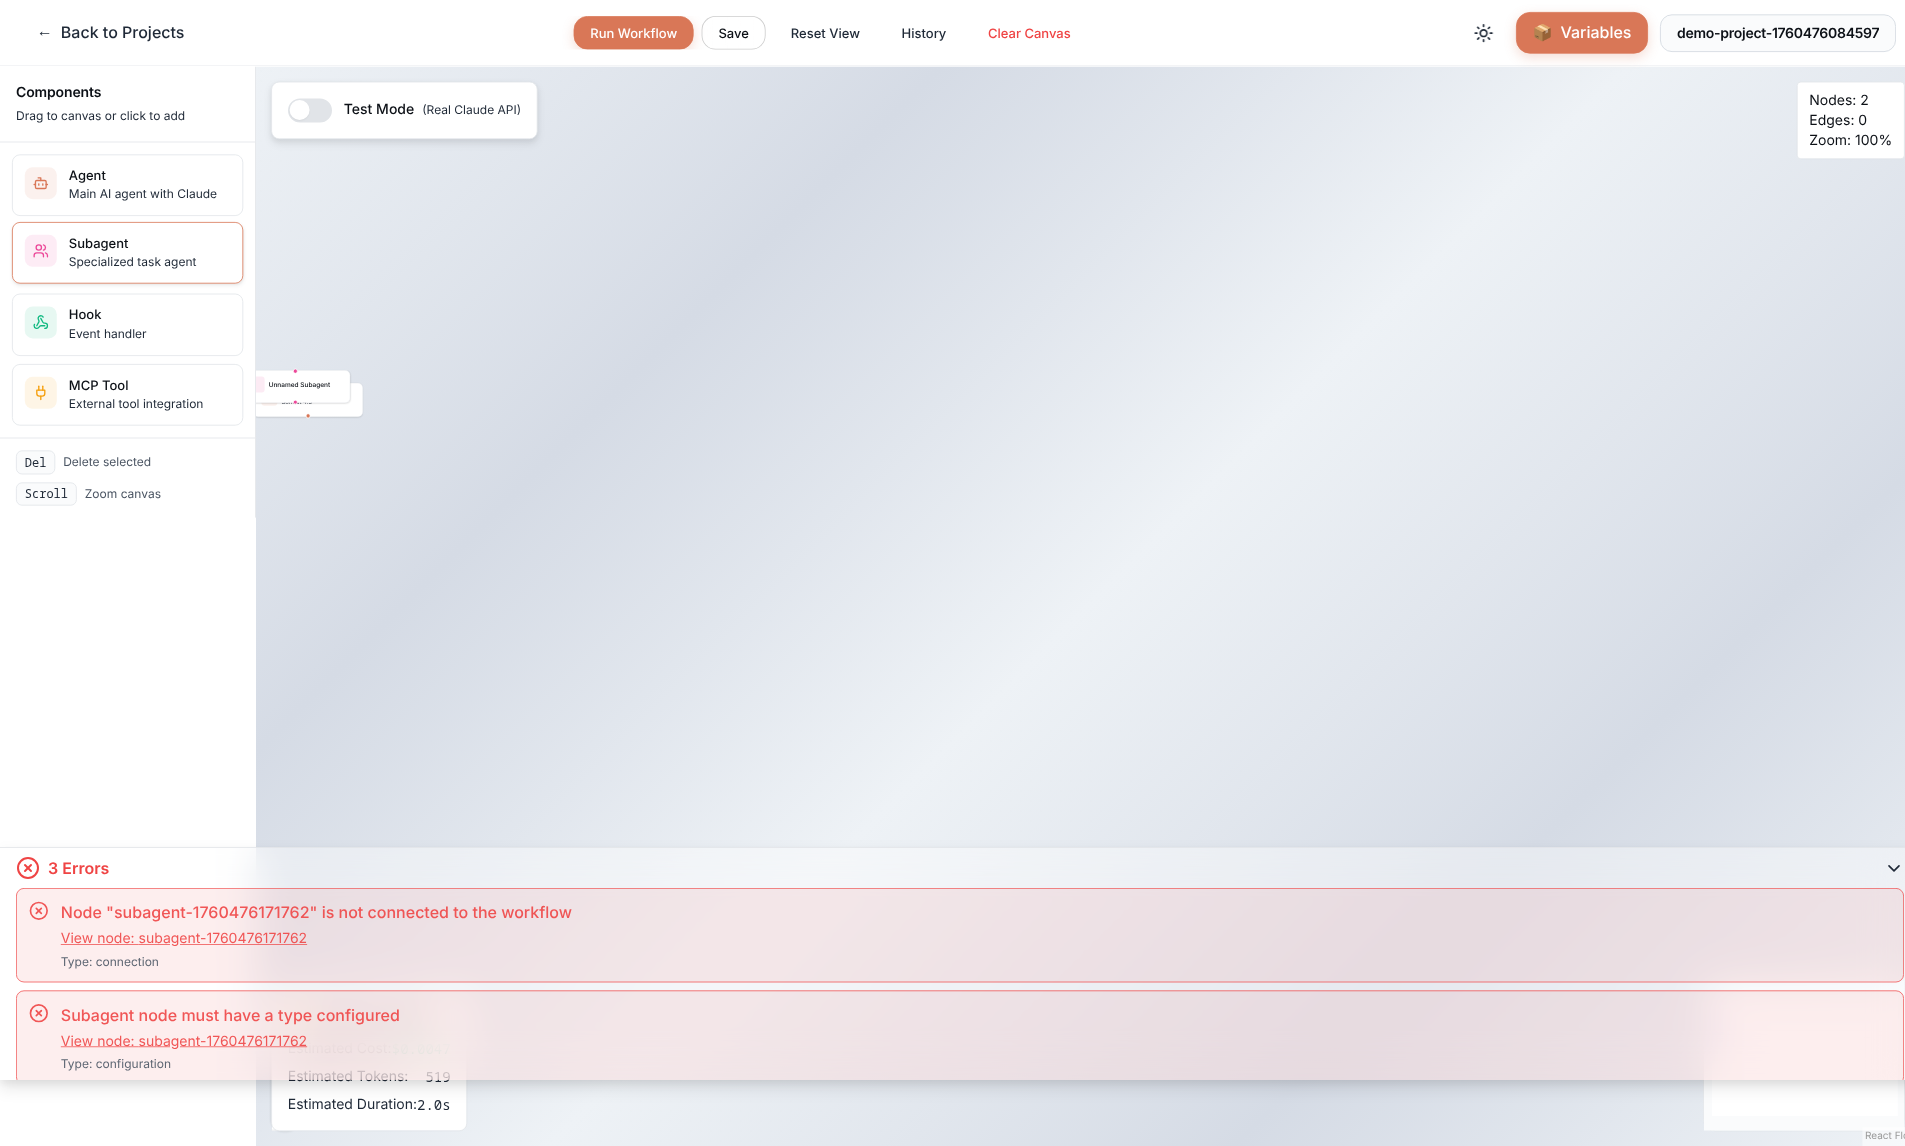 ← Back to Projects
Run Workflow
Save
Reset View
History
Clear Canvas
Variables
demo-project-1760476084597
Components
Drag to canvas or click to add
Agent
Main AI agent with Claude
Subagent
Specialized task agent
Hook
Event handler
MCP Tool
External tool integration
Del Delete selected
Scroll Zoom canvas
Test Mode (Real Claude API)
Nodes: 2
Edges: 0
Zoom: 100%
Unnamed Subagent
3 Errors
Node "subagent-1760476171762" is not connected to the workflow
View node: subagent-1760476171762
Type: connection
Subagent node must have a type configured
View node: subagent-1760476171762
Type: configuration
Estimated Cost:
Estimated Tokens: 519
Estimated Duration:2.0s
React Flo